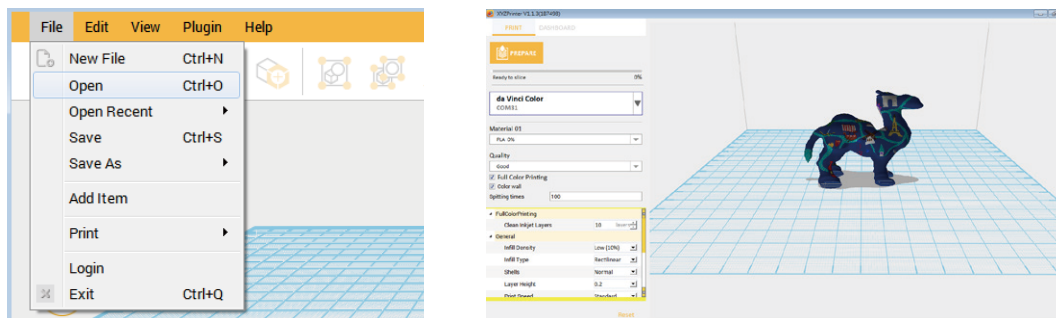 File Edit View Plugin Help
New File Ctrl+N
Open Ctrl+O
Open Recent
Save Ctrl+S
Save As
Add Item
Print
Login
Exit Ctrl+Q
PRINT DASHBOARD
PREPARE
Ready to slice 0%
da Vinci Color
COM31
Material 01
PLA 0%
Quality
Good
Full Color Printing
Color wall
Spitting times 100
FullColorPrinting
Clean Inkjet Layers 10
General
Infill Density Low (10%)
Infill Type Rectlinear
Shells Normal
Layer Height 0.2
Print Speed Standard
Reset